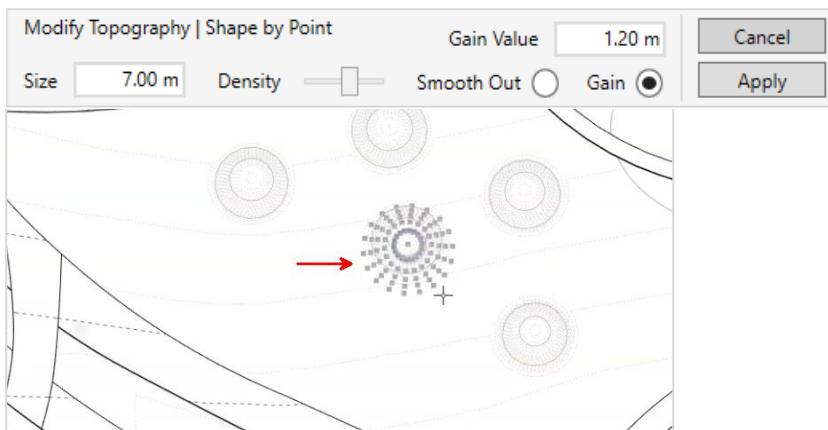 Modify Topography | Shape by Point
Gain Value 1.20 m
Cancel
Size 7.00 m Density Smooth Out Gain
Apply